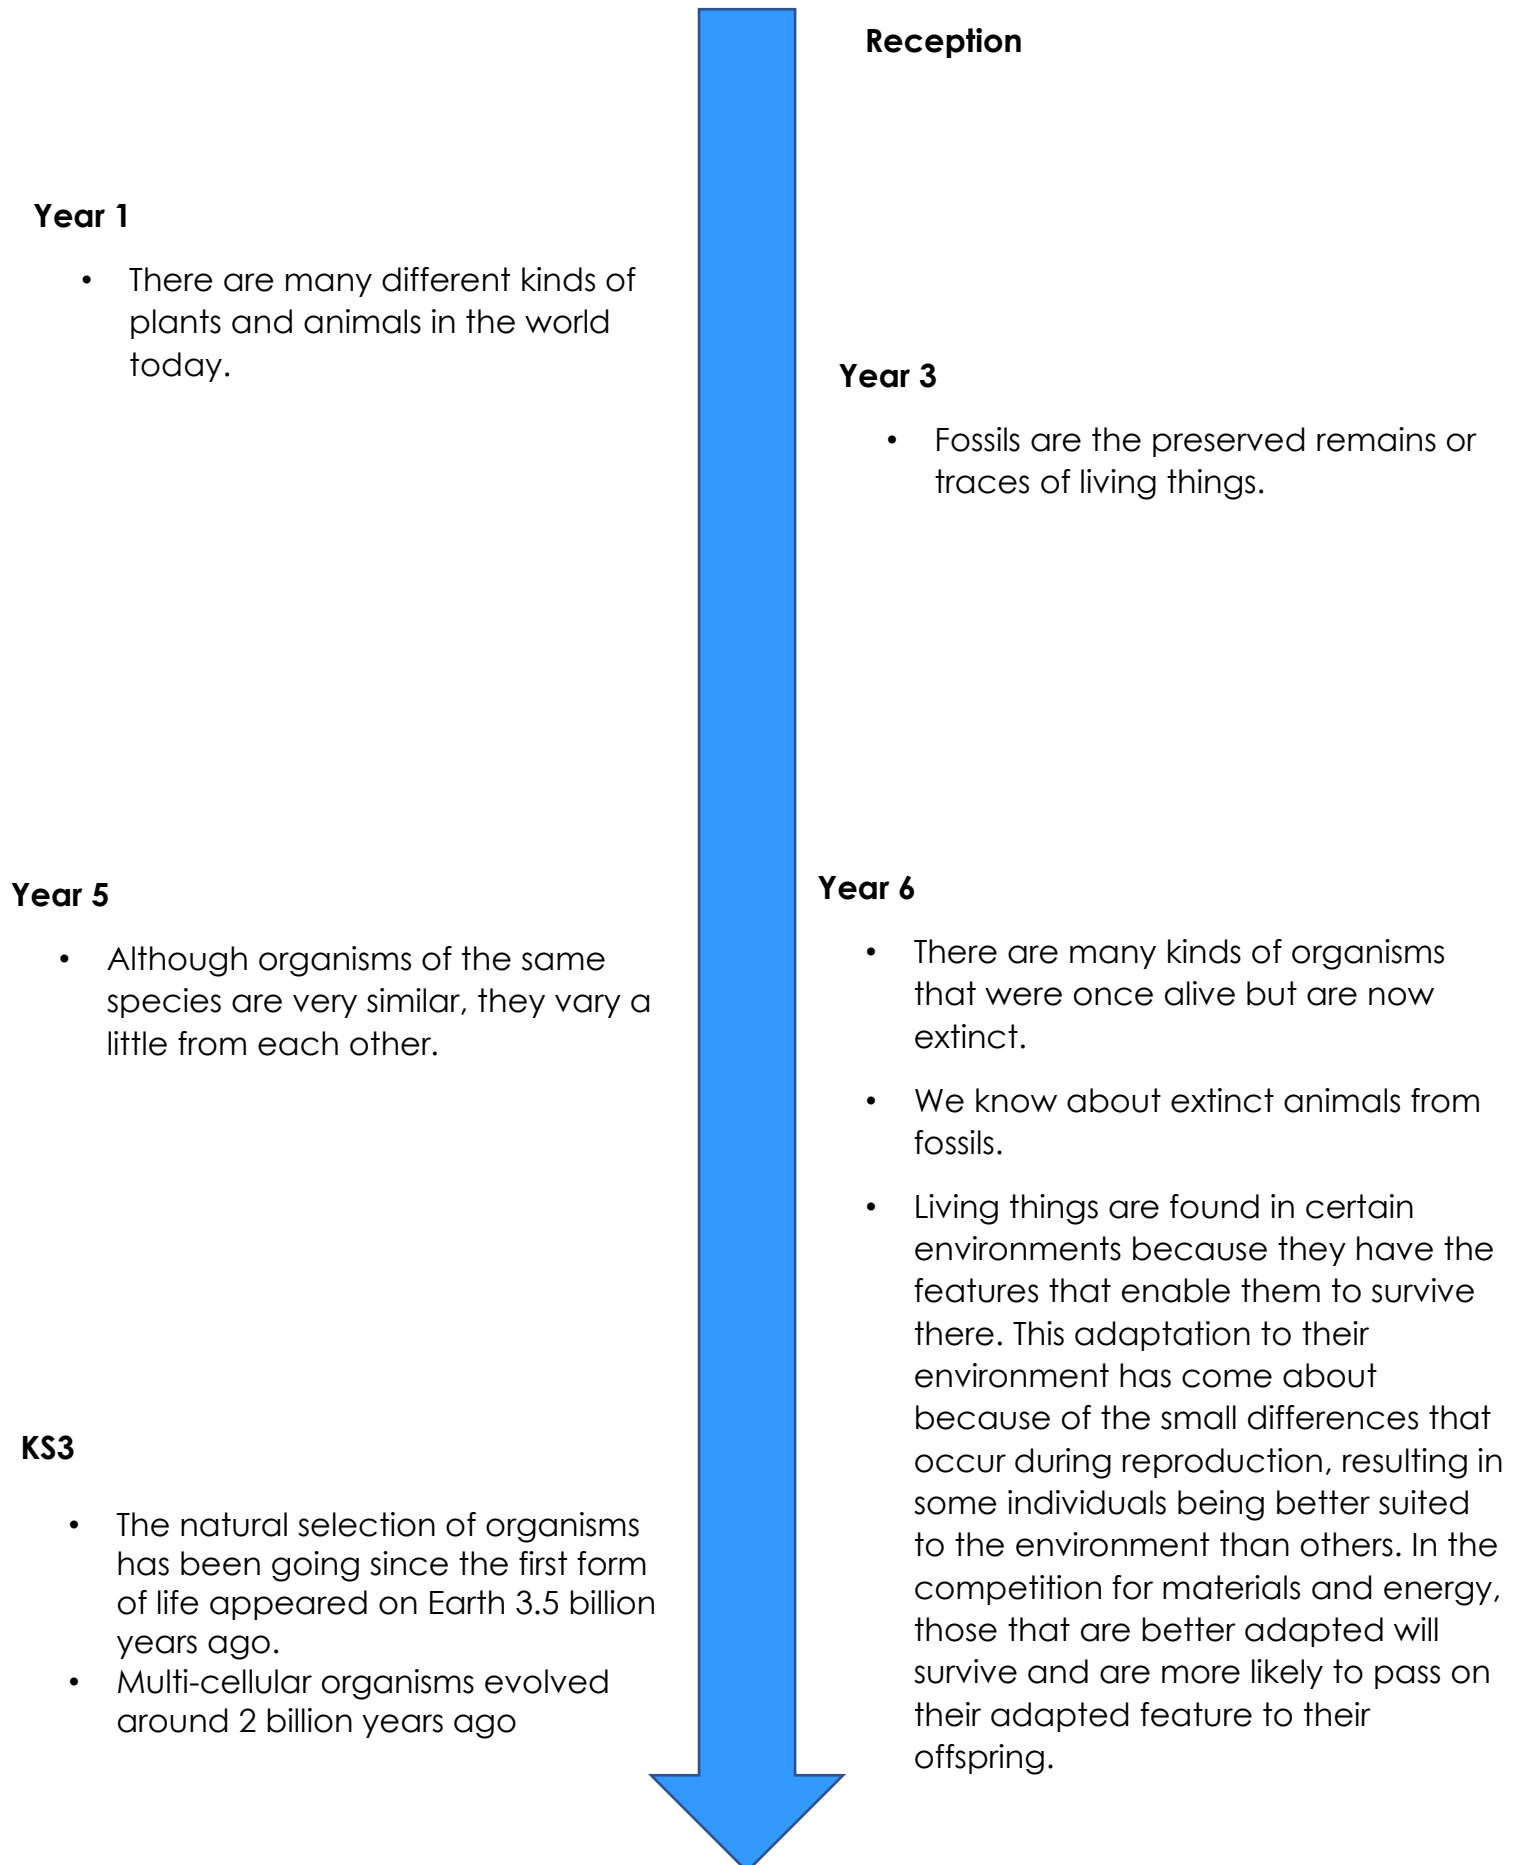 Reception
Year 1
• There are many different kinds of
plants and animals in the world
today.
Year 3
• Fossils are the preserved remains or
traces of living things.
Year 5
• Although organisms of the same
species are very similar, they vary a
little from each other.
Year 6
• There are many kinds of organisms
that were once alive but are now
extinct.
• We know about extinct animals from
fossils.
• Living things are found in certain
environments because they have the
features that enable them to survive
there. This adaptation to their
environment has come about
because of the small differences that
occur during reproduction, resulting in
some individuals being better suited
to the environment than others. In the
competition for materials and energy,
those that are better adapted will
survive and are more likely to pass on
their adapted feature to their
offspring.
KS3
• The natural selection of organisms
has been going since the first form
of life appeared on Earth 3.5 billion
years ago.
• Multi-cellular organisms evolved
around 2 billion years ago